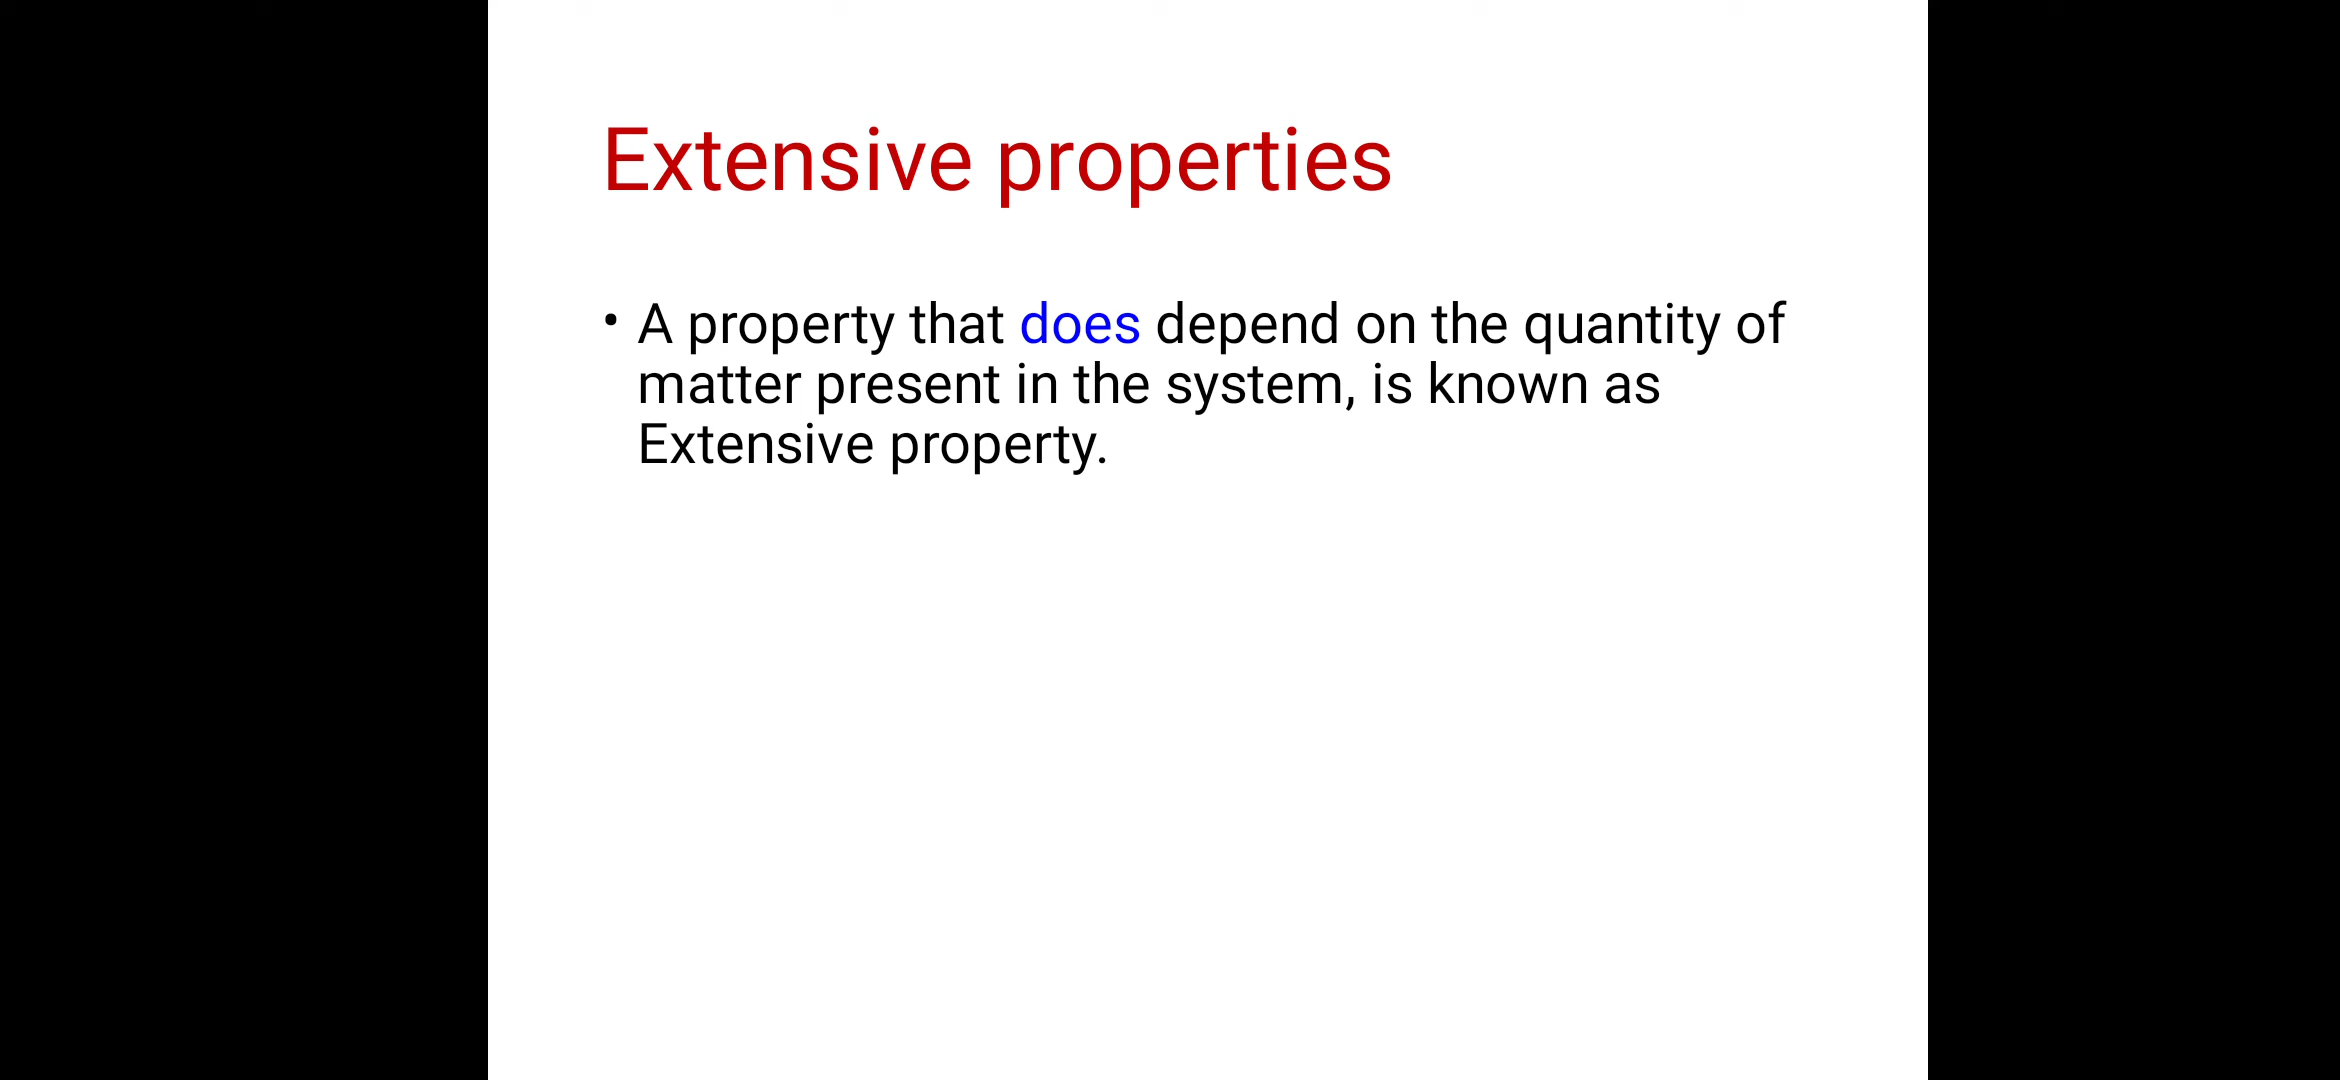 Extensive properties
• A property that does depend on the quantity of
matter present in the system, is known as
Extensive property.